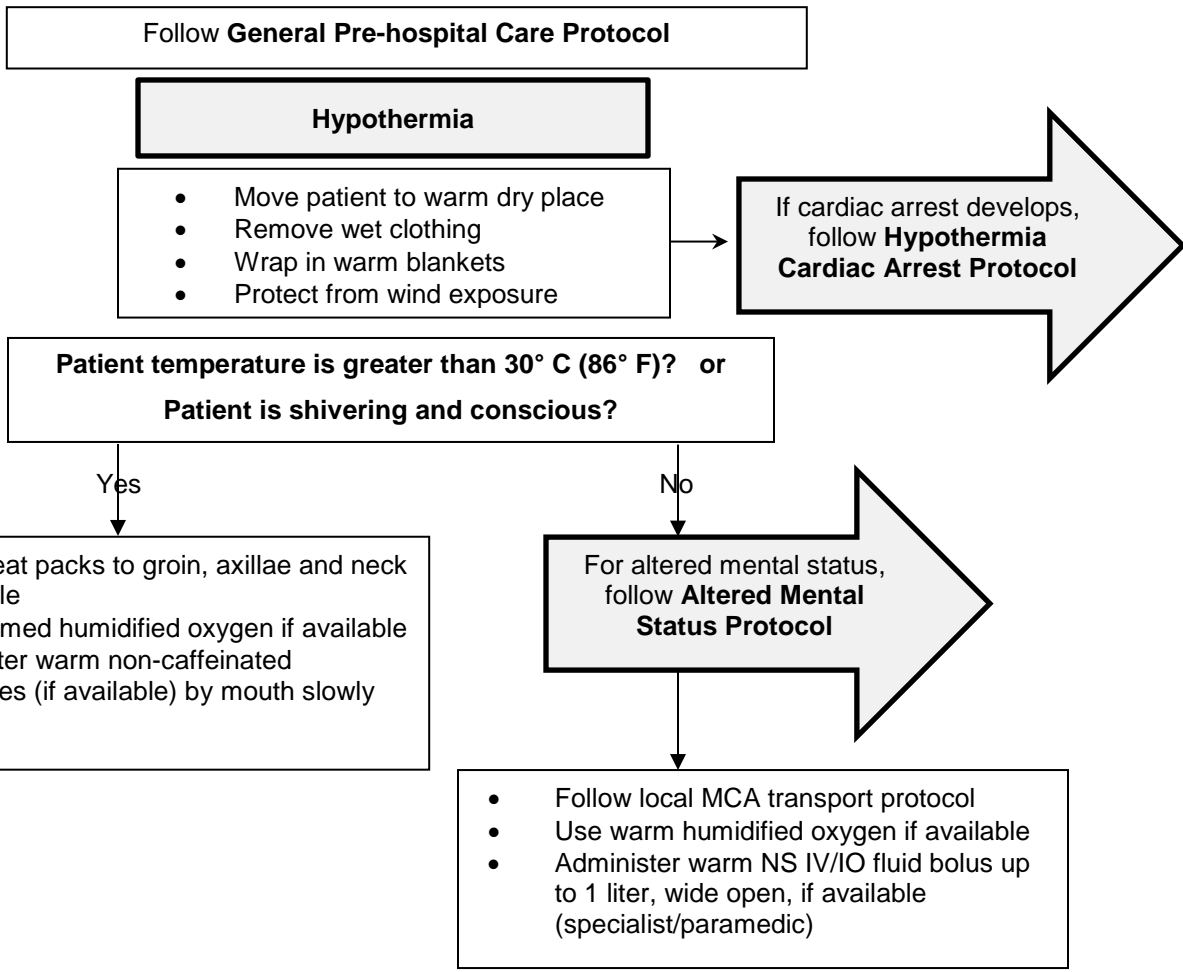 Follow General Pre-hospital Care Protocol
Hypothermia
• Move patient to warm dry place
• Remove wet clothing
• Wrap in warm blankets
• Protect from wind exposure
If cardiac arrest develops,
follow Hypothermia
Cardiac Arrest Protocol
Patient temperature is greater than 30° C (86° F)? or
Patient is shivering and conscious?
Yes
No
eat packs to groin, axillae and neck
le
med humidified oxygen if available
ter warm non-caffeinated
es (if available) by mouth slowly
For altered mental status,
follow Altered Mental
Status Protocol
• Follow local MCA transport protocol
• Use warm humidified oxygen if available
• Administer warm NS IV/IO fluid bolus up
to 1 liter, wide open, if available
(specialist/paramedic)